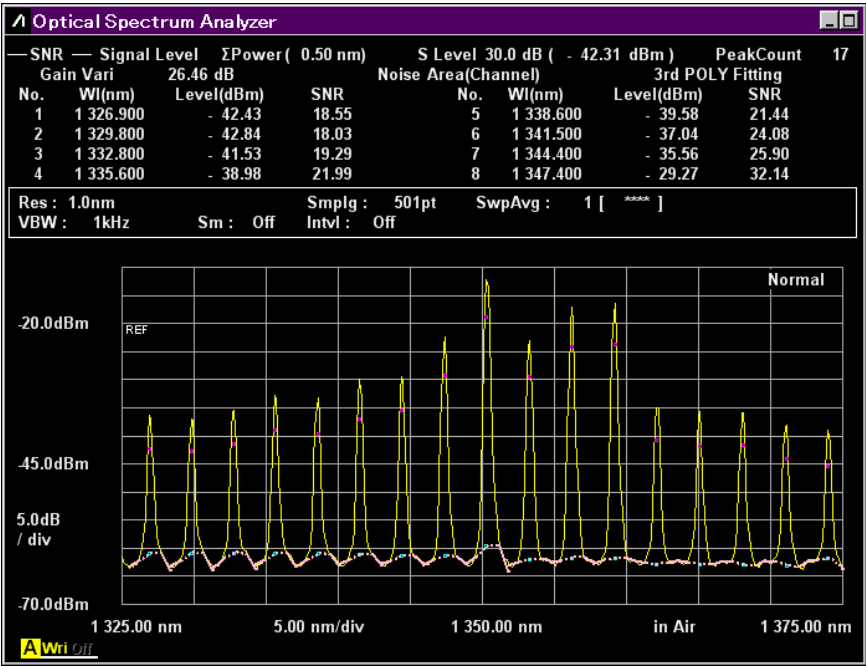 Optical Spectrum Analyzer
SNR Signal Level ΣPower ( 0.50 nm) S Level 30.0 dB ( - 42.31 dBm ) PeakCount 17
Gain Vari 26.46 dB Noise Area(Channel) 3rd POLY Fitting
No. Wl(nm) Level(dBm) SNR No. Wl(nm) Level(dBm) SNR
1 1 326.900 - 42.43 18.55 5 1 338.600 - 39.58 21.44
2 1 329.800 - 42.84 18.03 6 1 341.500 - 37.04 24.08
3 1 332.800 - 41.53 19.29 7 1 344.400 - 35.56 25.90
4 1 335.600 - 38.98 21.99 8 1 347.400 - 29.27 32.14
Res : 1.0nm Smplg : 501pt SwpAvg : 1 [ **** ]
VBW : 1kHz Sm : Off Intvl : Off
Normal
-20.0dBm
REF
-45.0dBm
5.0dB
/ div
-70.0dBm
1 325.00 nm 5.00 nm/div 1 350.00 nm in Air 1 375.00 nm
A Wri Off